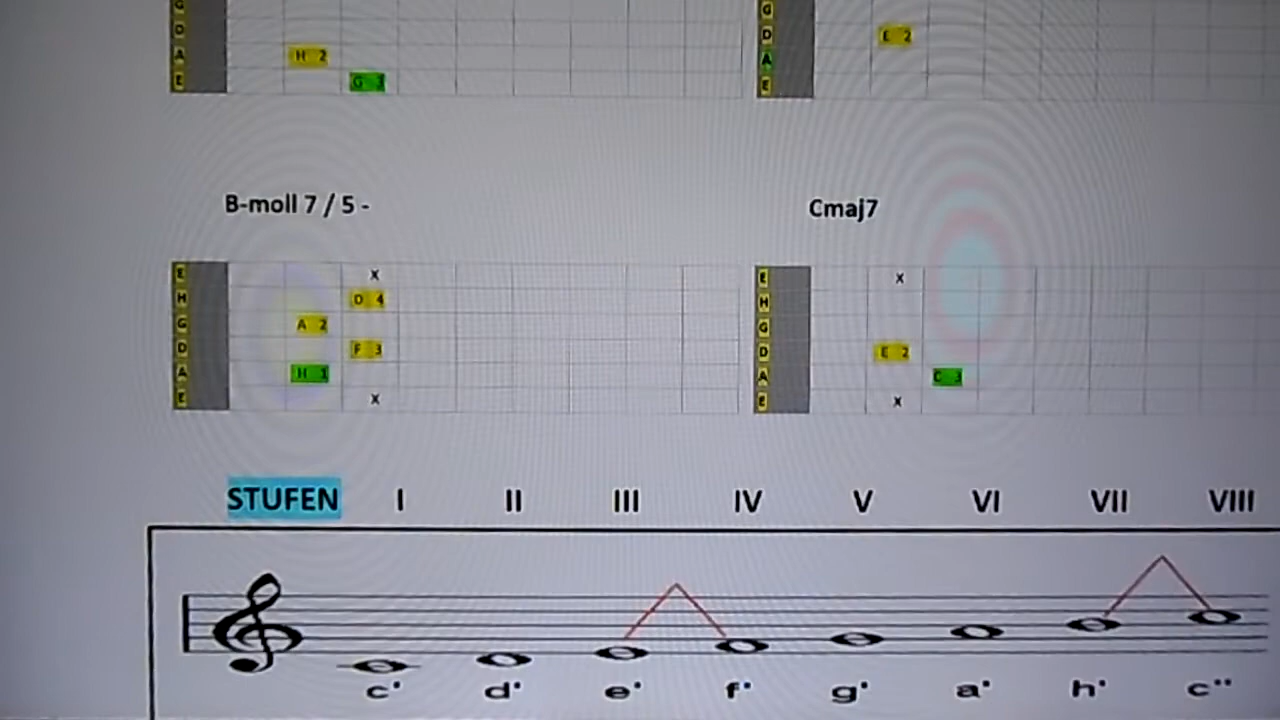 G G
D D E 2
A H 2 A
E G 3 E
B-moll 7 / 5 - Cmaj7
E x E x
H D 4 H
G A 2 G
D F 3 D E 2
A H 1 A C 3
E x E x
STUFEN I II III IV V VI VII VIII
c' d' e' f' g' a' h' c''